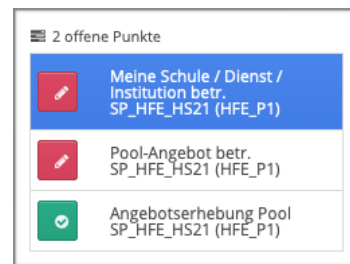 2 offene Punkte
Meine Schule / Dienst /
Institution betr.
SP_HFE_HS21 (HFE_P1)
Pool-Angebot betr.
SP_HFE_HS21 (HFE_P1)
Angebotserhebung Pool
SP_HFE_HS21 (HFE_P1)